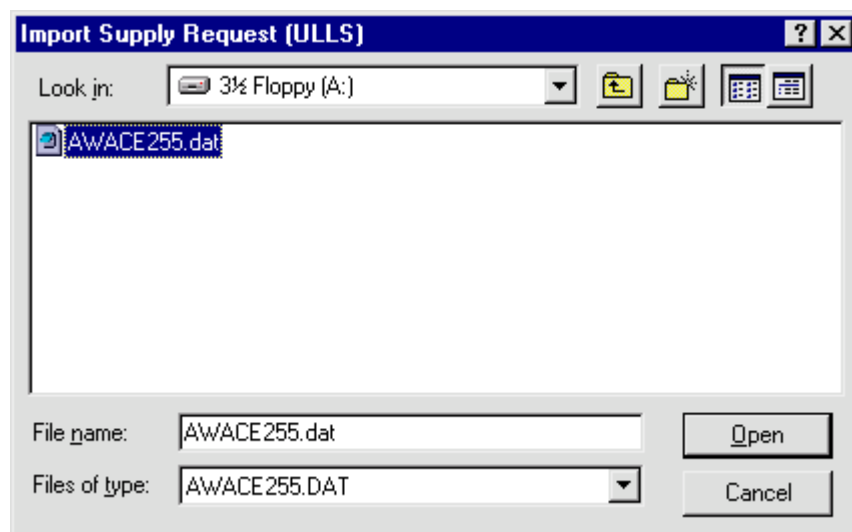 Import Supply Request (ULLS)
Look in: 3½ Floppy (A:)
AWACE255.dat
File name: AWACE255.dat Open
Files of type: AWACE255.DAT Cancel